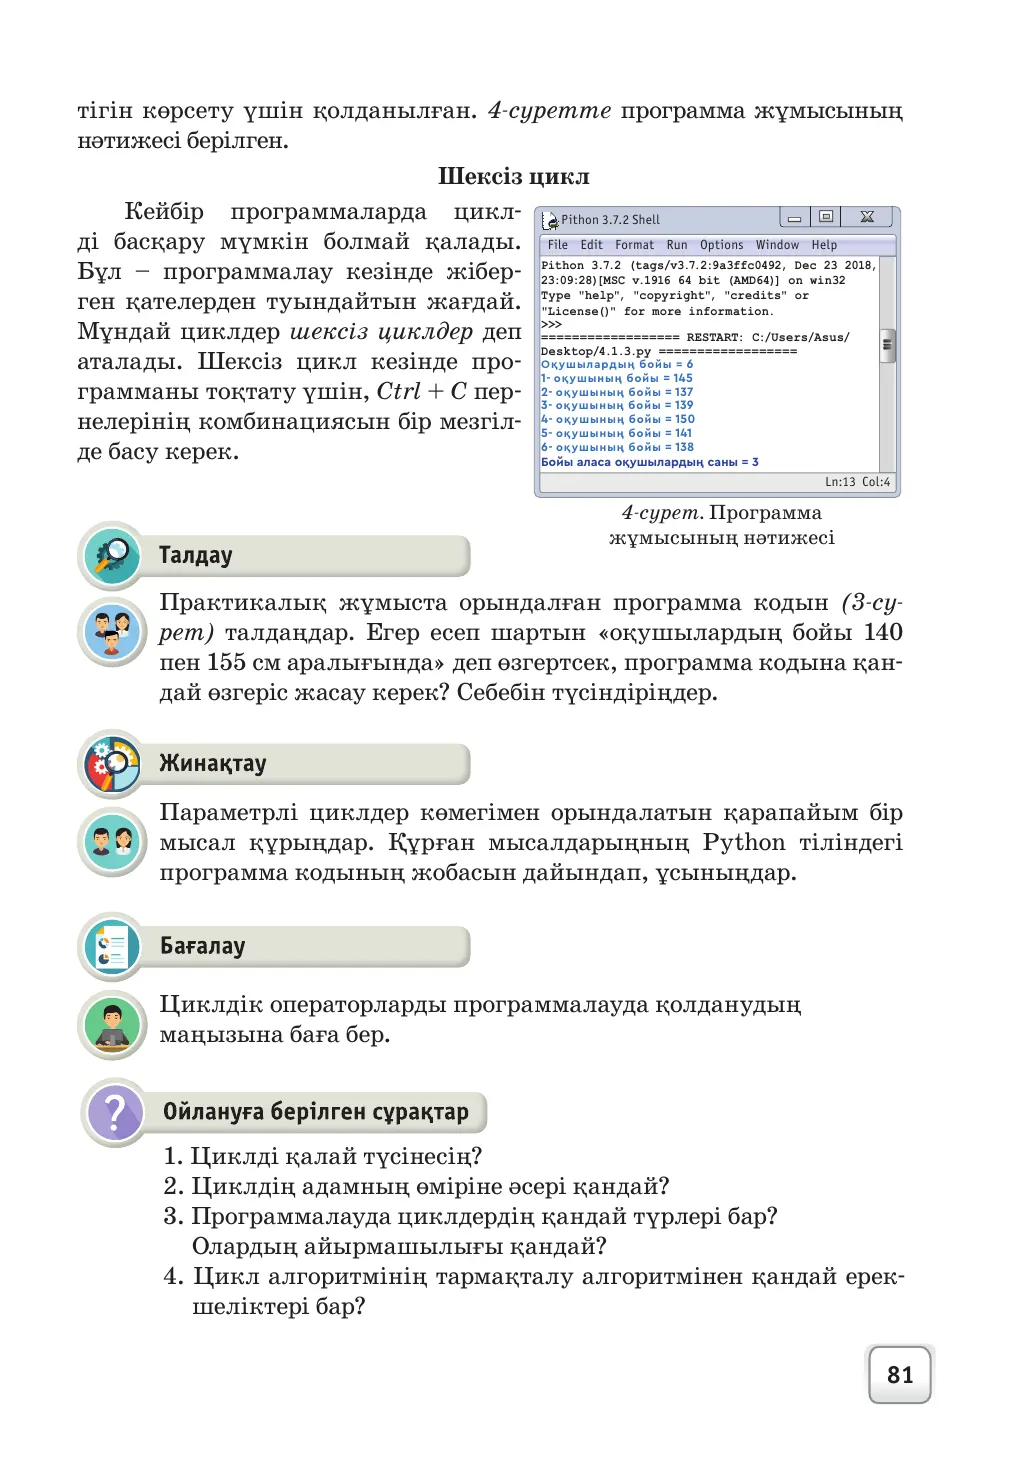 тігін көрсету үшін қолданылған. 4-суретте программа жұмысының
нәтижесі берілген.
Шексіз цикл
Кейбір программаларда цикл-
ді басқару мүмкін болмай қалады.
Бұл – программалау кезінде жібер-
ген қателерден туындайтын жағдай.
Мұндай циклдер шексіз циклдер деп
аталады. Шексіз цикл кезінде про-
грамманы тоқтату үшін, Ctrl + C пер-
нелерінің комбинациясын бір мезгіл-
де басу керек.
Pithon 3.7.2 Shell
File Edit Format Run Options Window Help
Pithon 3.7.2 (tags/v3.7.2:9a3ffc0492, Dec 23 2018,
23:09:28)[MSC v.1916 64 bit (AMD64)] on win32
Type "help", "copyright", "credits" or
"License()" for more information.
>>>
================== RESTART: C:/Users/Asus/
Desktop/4.1.3.py ==================
Оқушылардың бойы = 6
1- оқушының бойы = 145
2- оқушының бойы = 137
3- оқушының бойы = 139
4- оқушының бойы = 150
5- оқушының бойы = 141
6- оқушының бойы = 138
Бойы аласа оқушылардың саны = 3
Ln:13 Col:4
4-сурет. Программа
жұмысының нәтижесі
Талдау
Практикалық жұмыста орындалған программа кодын (3-су-
рет) талдаңдар. Егер есеп шартын «оқушылардың бойы 140
пен 155 см аралығында» деп өзгертсек, программа кодына қан-
дай өзгеріс жасау керек? Себебін түсіндіріңдер.
Жинақтау
Параметрлі циклдер көмегімен орындалатын қарапайым бір
мысал құрыңдар. Құрған мысалдарыңның Python тіліндегі
программа кодының жобасын дайындап, ұсыныңдар.
Бағалау
Циклдік операторларды программалауда қолданудың
маңызына баға бер.
?
Ойлануға берілген сұрақтар
1. Циклді қалай түсінесің?
2. Циклдің адамның өміріне әсері қандай?
3. Программалауда циклдердің қандай түрлері бар?
Олардың айырмашылығы қандай?
4. Цикл алгоритмінің тармақталу алгоритмінен қандай ерек-
шеліктері бар?
81